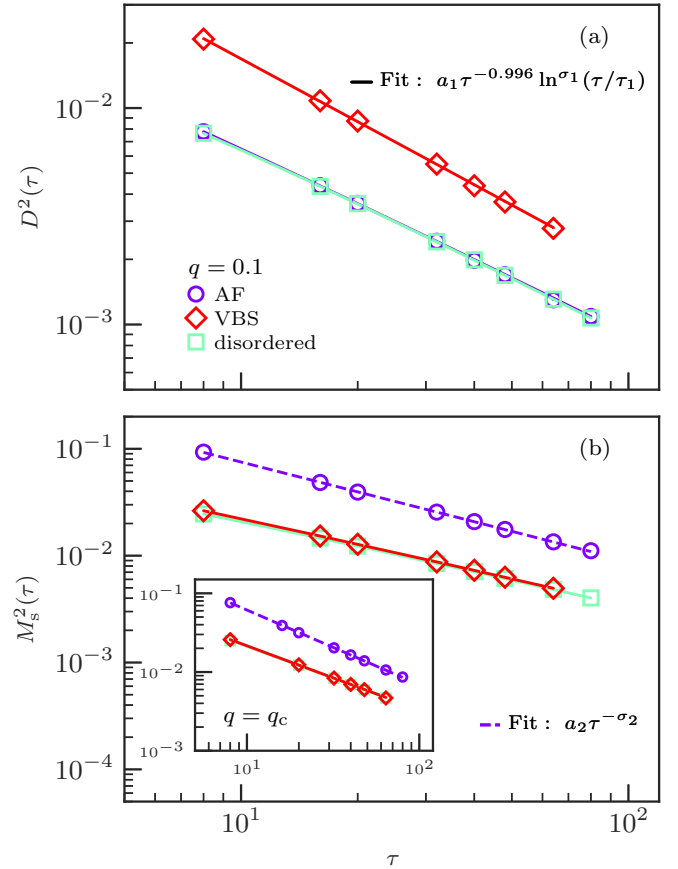 (a)
Fit : a₁τ^{−0.996} ln^{σ₁}(τ/τ₁)
10⁻²
D²(τ)
q = 0.1
AF
VBS
disordered
10⁻³
(b)
10⁻¹
10⁻²
10⁻³
10⁻⁴
M_s²(τ)
10⁻¹
10⁻²
10⁻³
q = q_c
10¹ 10²
Fit : a₂τ^{−σ₂}
10¹ 10²
τ